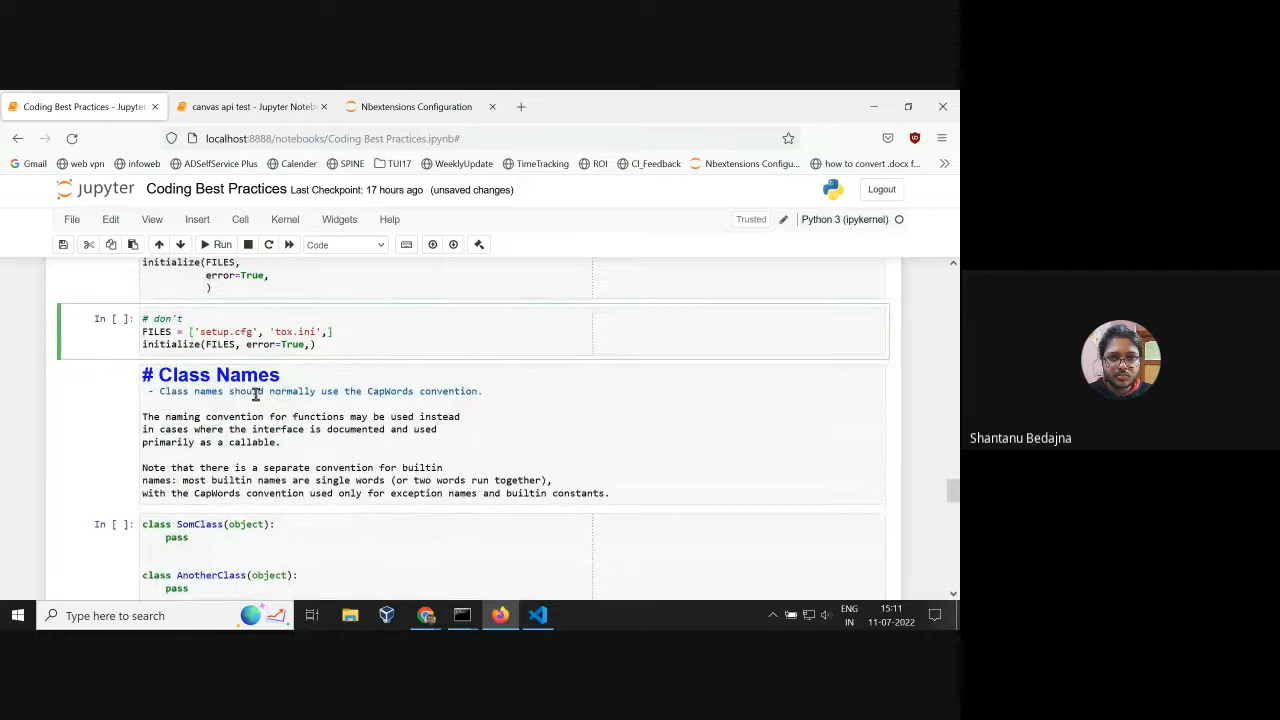 Coding Best Practices - Jupyter
canvas api test - Jupyter Noteb
Nbextensions Configuration
localhost:8888/notebooks/Coding Best Practices.ipynb#
Gmail
web vpn
infoweb
ADSelfService Plus
Calender
SPINE
TUI17
WeeklyUpdate
TimeTracking
ROI
CI_Feedback
Nbextensions Configu...
how to convert .docx f...
jupyter
Coding Best Practices Last Checkpoint: 17 hours ago (unsaved changes)
Logout
File
Edit
View
Insert
Cell
Kernel
Widgets
Help
Trusted
Python 3 (ipykernel)
Run
Code
initialize(FILES,
error=True,
)
In [ ]:
# don't
FILES = ['setup.cfg', 'tox.ini',]
initialize(FILES, error=True,)
# Class Names
- Class names should normally use the CapWords convention.
The naming convention for functions may be used instead
in cases where the interface is documented and used
primarily as a callable.
Note that there is a separate convention for builtin
names: most builtin names are single words (or two words run together),
with the CapWords convention used only for exception names and builtin constants.
In [ ]:
class SomClass(object):
pass
class AnotherClass(object):
pass
Type here to search
ENG
IN
15:11
11-07-2022
Shantanu Bedajna